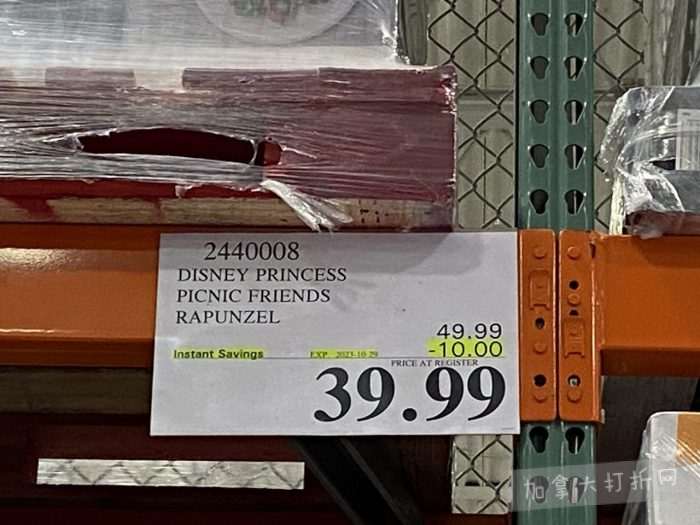 2440008
DISNEY PRINCESS
PICNIC FRIENDS
RAPUNZEL
49.99
Instant Savings EXP 2023-10-29 -10.00
PRICE AT REGISTER
39.99
加拿大打折网